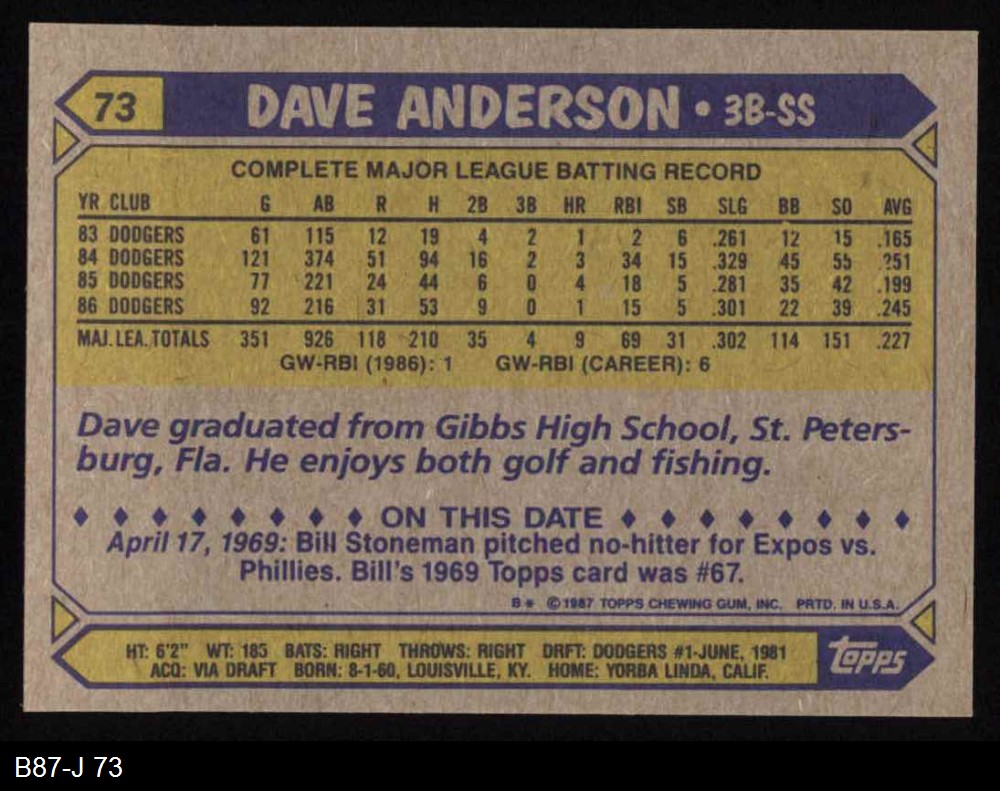 73 DAVE ANDERSON • 3B-SS
COMPLETE MAJOR LEAGUE BATTING RECORD
YR CLUB G AB R H 2B 3B HR RBI SB SLG BB SO AVG
83 DODGERS 61 115 12 19 4 2 1 2 6 .261 12 15 .165
84 DODGERS 121 374 51 94 16 2 3 34 15 .329 45 55 .251
85 DODGERS 77 221 24 44 6 0 4 18 5 .281 35 42 .199
86 DODGERS 92 216 31 53 9 0 1 15 5 .301 22 39 .245
MAJ. LEA. TOTALS 351 926 118 210 35 4 9 69 31 .302 114 151 .227
GW-RBI (1986): 1 GW-RBI (CAREER): 6
Dave graduated from Gibbs High School, St. Peters-
burg, Fla. He enjoys both golf and fishing.
♦ ♦ ♦ ♦ ♦ ♦ ♦ ♦ ON THIS DATE ♦ ♦ ♦ ♦ ♦ ♦ ♦ ♦
April 17, 1969: Bill Stoneman pitched no-hitter for Expos vs.
Phillies. Bill's 1969 Topps card was #67.
B* © 1987 TOPPS CHEWING GUM, INC. PRTD. IN U.S.A.
HT: 6'2" WT: 185 BATS: RIGHT THROWS: RIGHT DRFT: DODGERS #1-JUNE, 1981
ACQ: VIA DRAFT BORN: 8-1-60, LOUISVILLE, KY. HOME: YORBA LINDA, CALIF.
Topps
B87-J 73